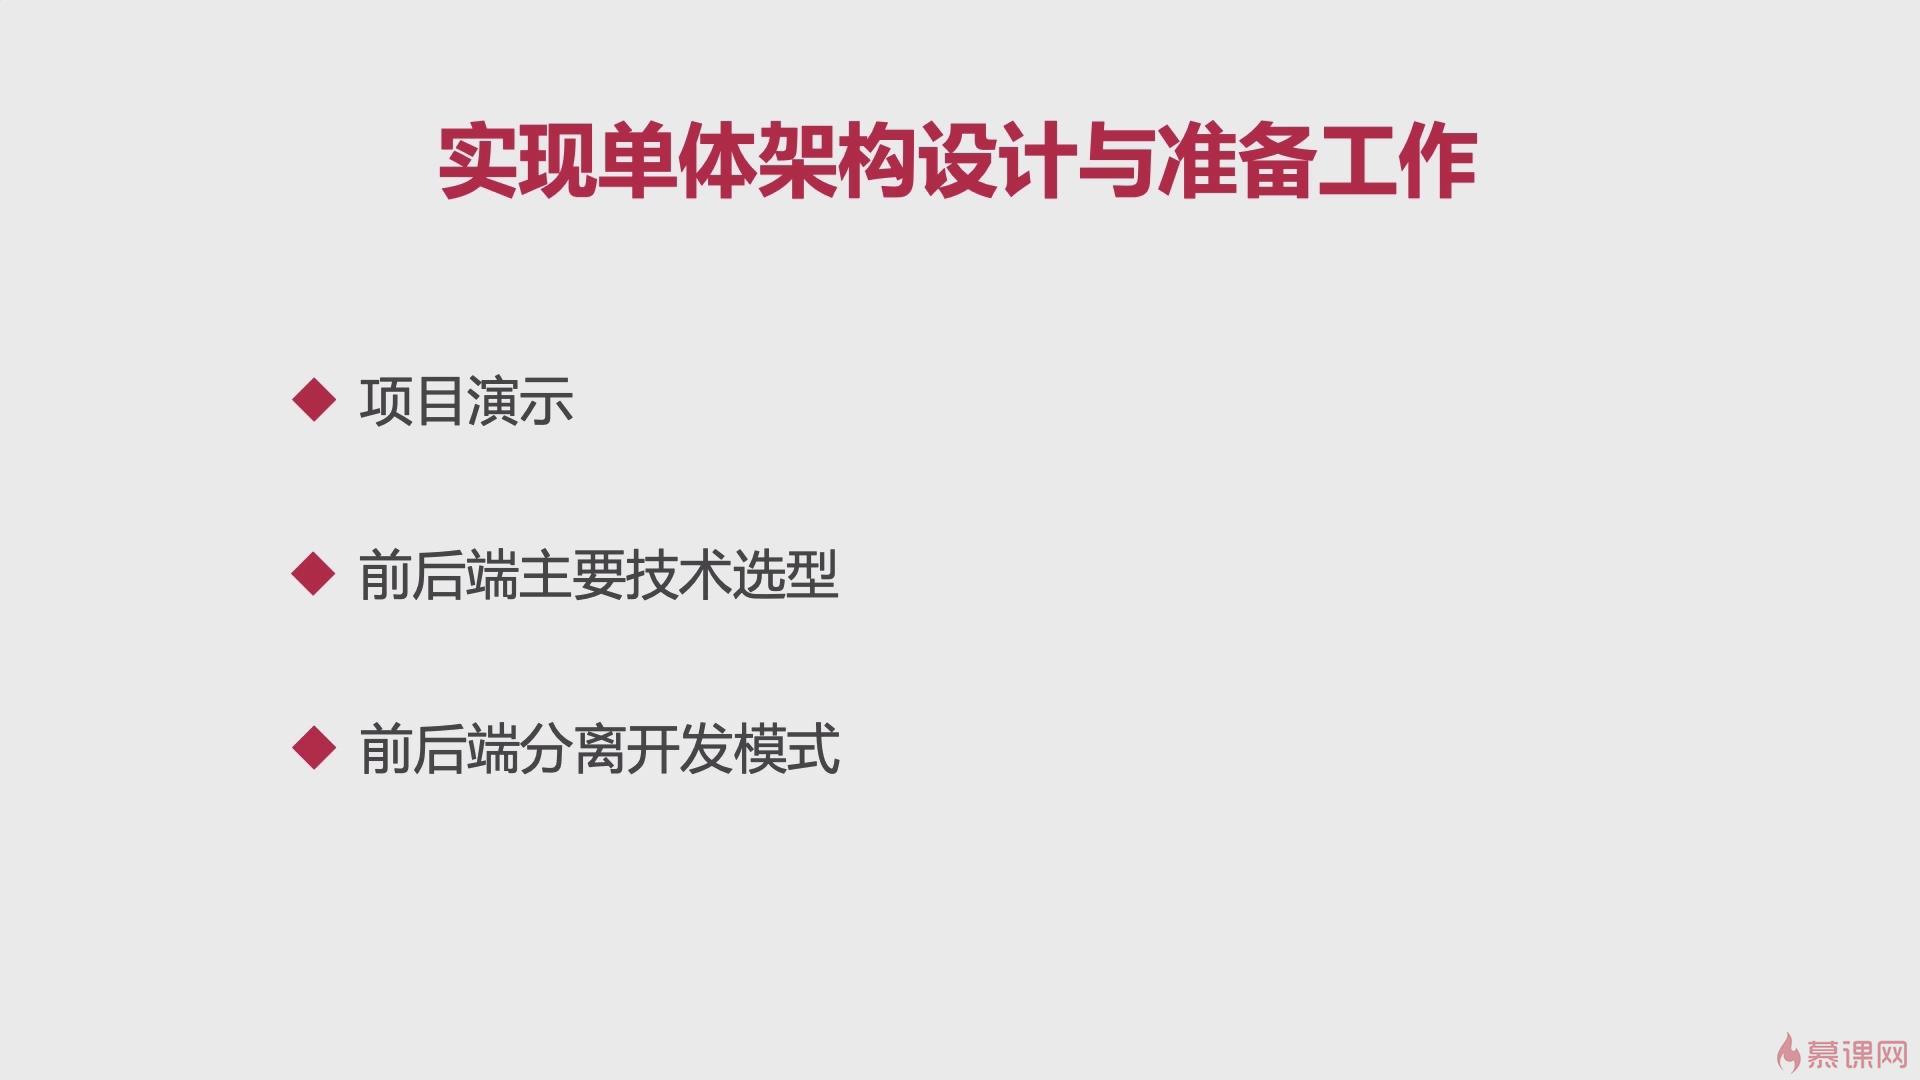 实现单体架构设计与准备工作
项目演示
前后端主要技术选型
前后端分离开发模式
慕课网